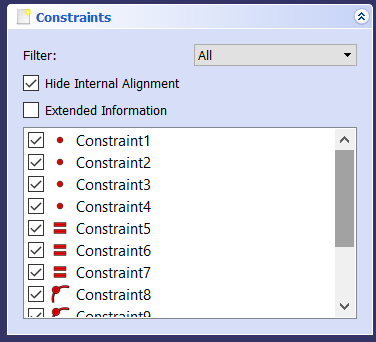 Constraints
Filter: All
Hide Internal Alignment
Extended Information
Constraint1
Constraint2
Constraint3
Constraint4
Constraint5
Constraint6
Constraint7
Constraint8
Constraint9